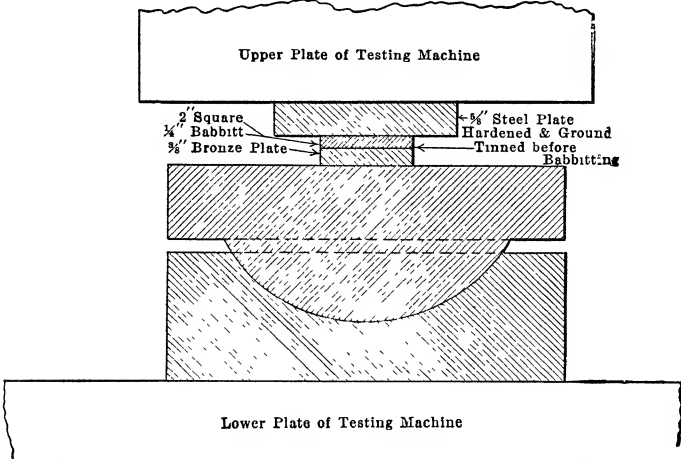 Upper Plate of Testing Machine
2" Square
¼" Babbitt
⅜" Bronze Plate
⅝" Steel Plate
Hardened & Ground
Tinned before
Babbitting
Lower Plate of Testing Machine